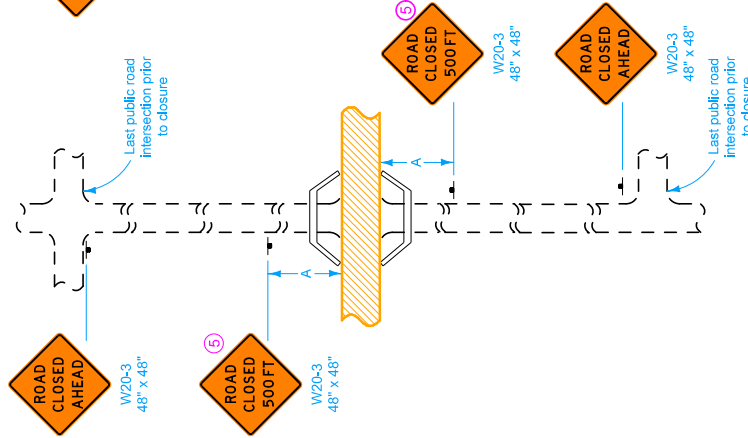 5
ROAD
CLOSED
500 FT
W20-3
48" x 48"
ROAD
CLOSED
AHEAD
W20-3
48" x 48"
Last public road
intersection prior
to closure
A
Last public road
intersection prior
to closure
A
ROAD
CLOSED
AHEAD
W20-3
48" x 48"
5
ROAD
CLOSED
500 FT
W20-3
48" x 48"